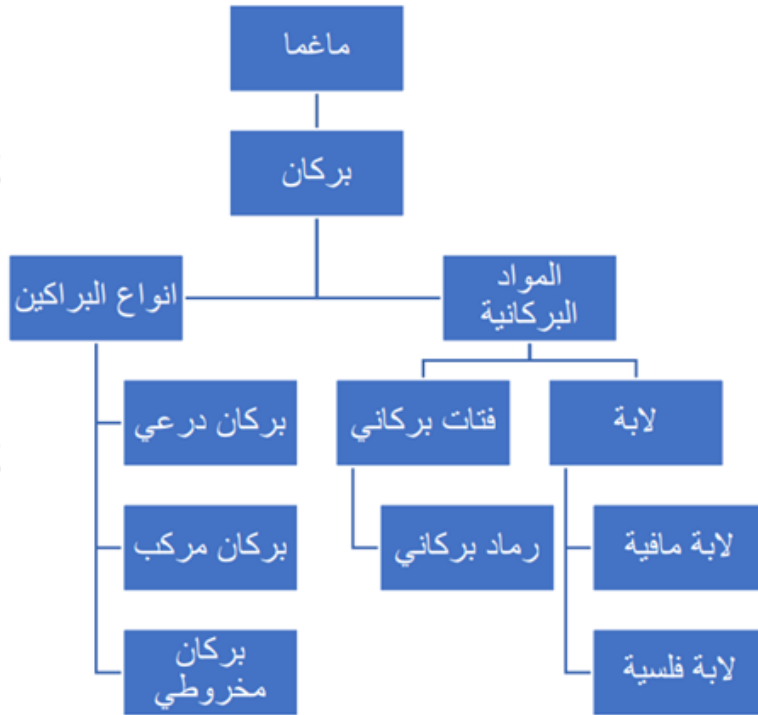 ماغما
بركان
المواد
البركانية
انواع البراكين
لابة
فتات بركاني
بركان درعي
لابة مافية
رماد بركاني
بركان مركب
لابة فلسية
بركان
مخروطي